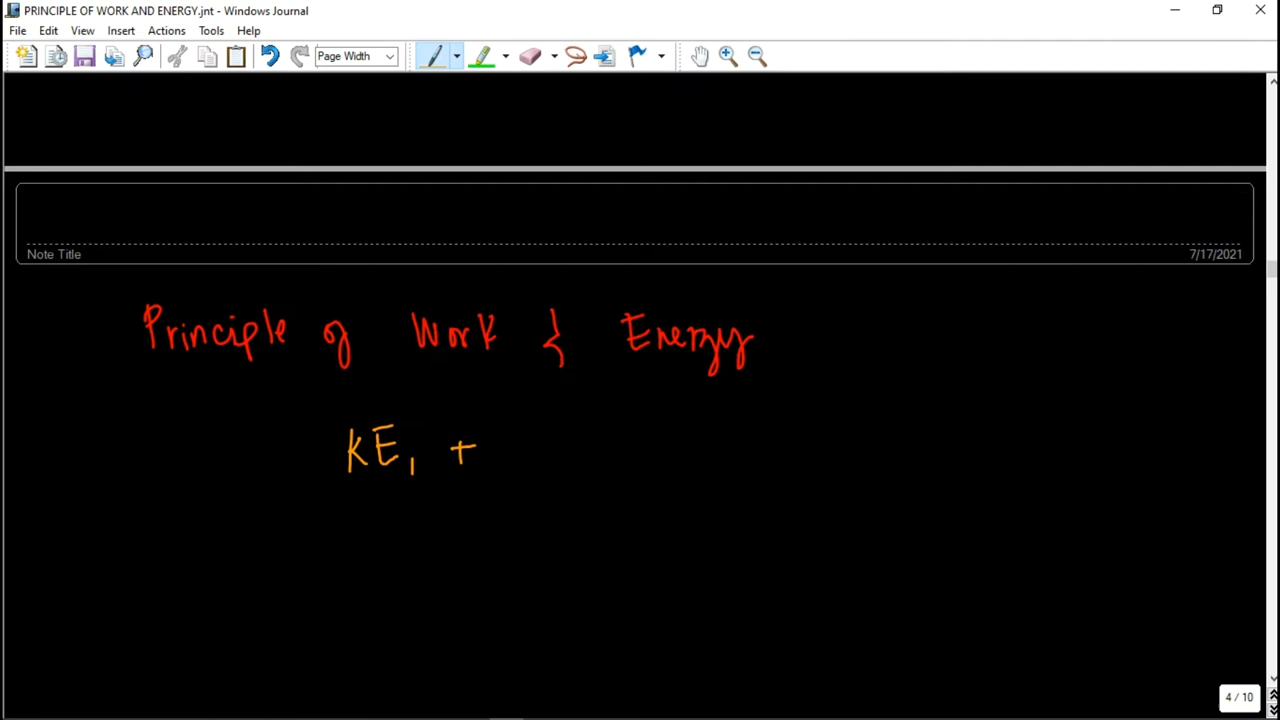 PRINCIPLE OF WORK AND ENERGY.jnt - Windows Journal
File Edit View Insert Actions Tools Help
Page Width
Note Title 7/17/2021
Principle of Work & Energy
KE₁ +
4 / 10